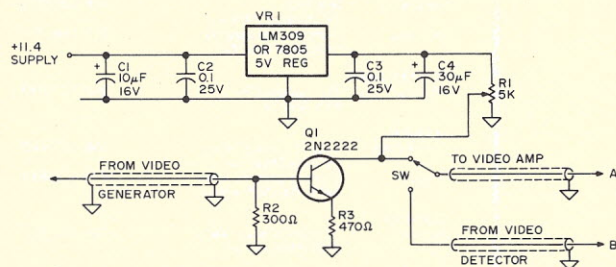 VR1
+11.4
SUPPLY
LM309
OR 7805
5V REG
+
C1
10µF
16V
C2
0.1
25V
C3
0.1
25V
+
C4
30µF
16V
R1
5K
Q1
2N2222
FROM VIDEO
GENERATOR
R2
300Ω
R3
470Ω
SW
TO VIDEO AMP
A
FROM VIDEO
DETECTOR
B